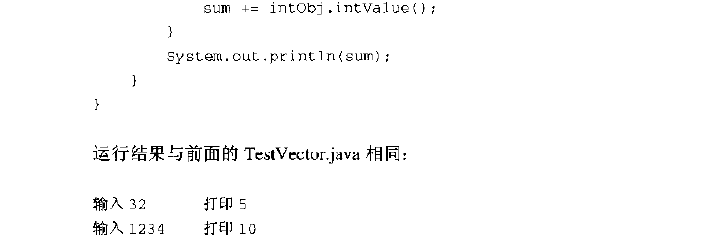 sum += intObj.intValue();
}
System.out.println(sum);
}
}
运行结果与前面的 TestVector.java 相同:
输入 32 打印 5
输入 1234 打印 10